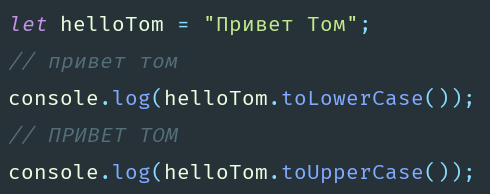 let helloTom = "Привет Том";
// привет том
console.log(helloTom.toLowerCase());
// ПРИВЕТ ТОМ
console.log(helloTom.toUpperCase());